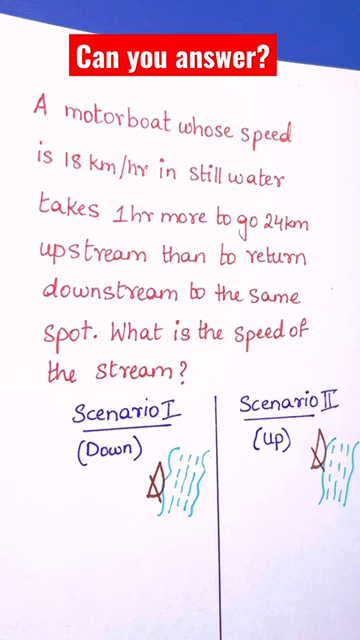 Can you answer?
A motorboat whose speed
is 18 km/hr in still water
takes 1hr more to go 24km
upstream than to return
downstream to the same
spot. What is the speed of
the stream?
Scenario I
(Down)
Scenario II
(Up)